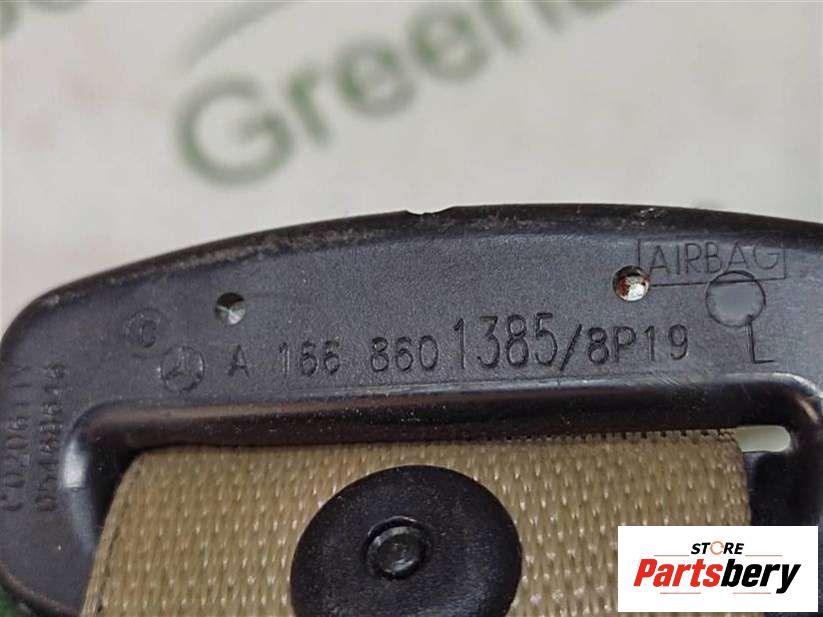 Green
AIRBAG
A 166 860 1385/8P19
L
STORE
Partsbery